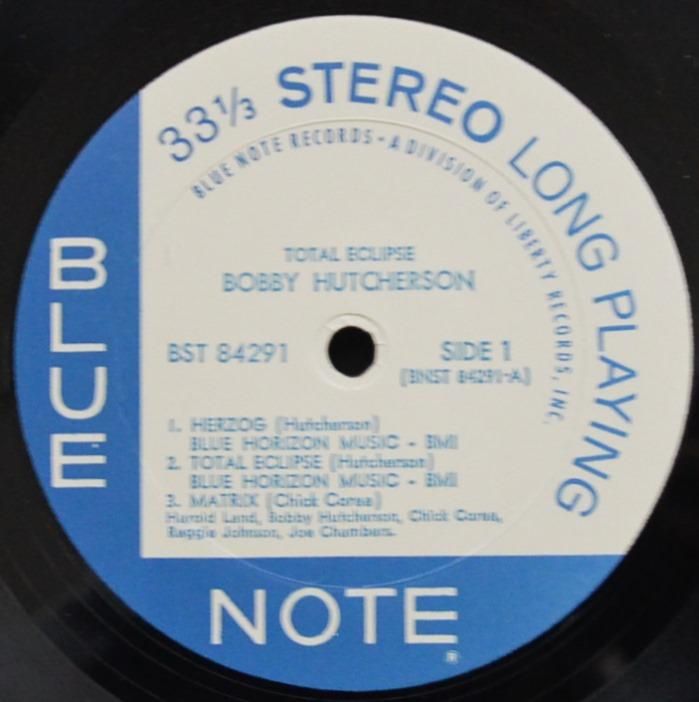 33⅓ STEREO LONG PLAYING
BLUE NOTE RECORDS • A DIVISION OF LIBERTY RECORDS, INC.
TOTAL ECLIPSE
BOBBY HUTCHERSON
BST 84291
SIDE 1
(BNST 84291-A)
1. HERZOG (Hutcherson)
BLUE HORIZON MUSIC - BMI
2. TOTAL ECLIPSE (Hutcherson)
BLUE HORIZON MUSIC - BMI
3. MATRIX (Chick Corea)
Harold Land, Bobby Hutcherson, Chick Corea,
Reggie Johnson, Joe Chambers.
BLUE
NOTE
®